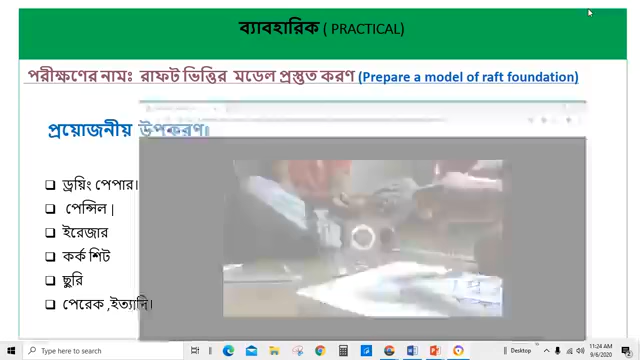 ব্যাবহারিক ( PRACTICAL)
পরীক্ষণের নামঃ রাফট ভিত্তির মডেল প্রস্তুত করণ (Prepare a model of raft foundation)
প্রয়োজনীয় উপকরণ।
ড্রয়িং পেপার।
পেন্সিল |
ইরেজার
কর্ক শিট
ছুরি
পেরেক ,ইত্যাদি।
Type here to search
Desktop
11:24 AM
9/6/2020